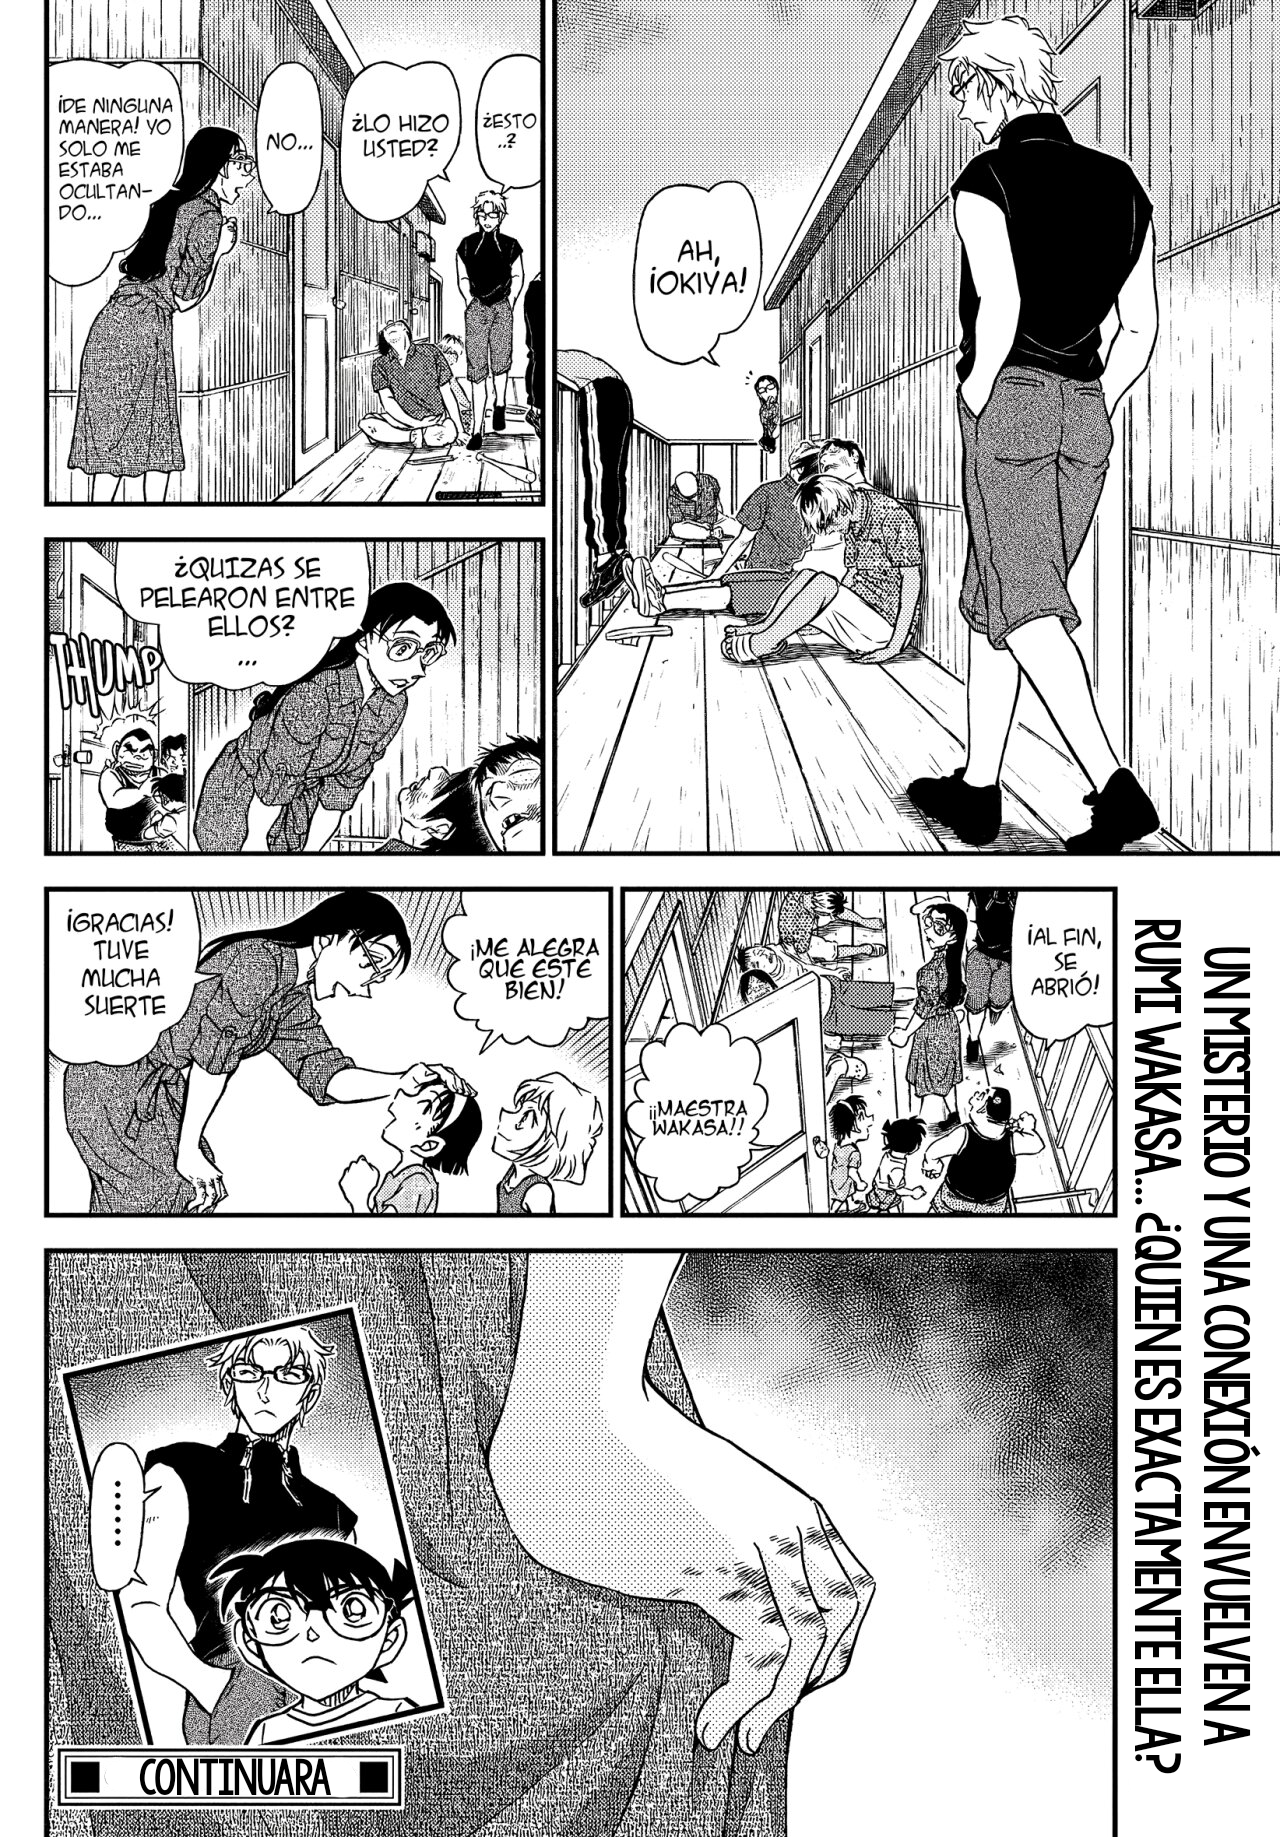 AH,
¡OKIYA!
¿ESTO
..?
¿LO HIZO
USTED?
NO...
¡DE NINGUNA
MANERA! YO
SOLO ME
ESTABA
OCULTAN-
DO...
¿QUIZAS SE
PELEARON ENTRE
ELLOS?
...
THUMP
¡AL FIN,
SE
ABRIÓ!
¡¡MAESTRA
WAKASA!!
¡ME ALEGRA
QUE ESTE
BIEN!
¡GRACIAS!
TUVE
MUCHA
SUERTE
......
UN MISTERIO Y UNA CONEXIÓN ENVUELVEN A
RUMI WAKASA... ¿QUIEN ES EXACTAMENTE ELLA?
CONTINUARA